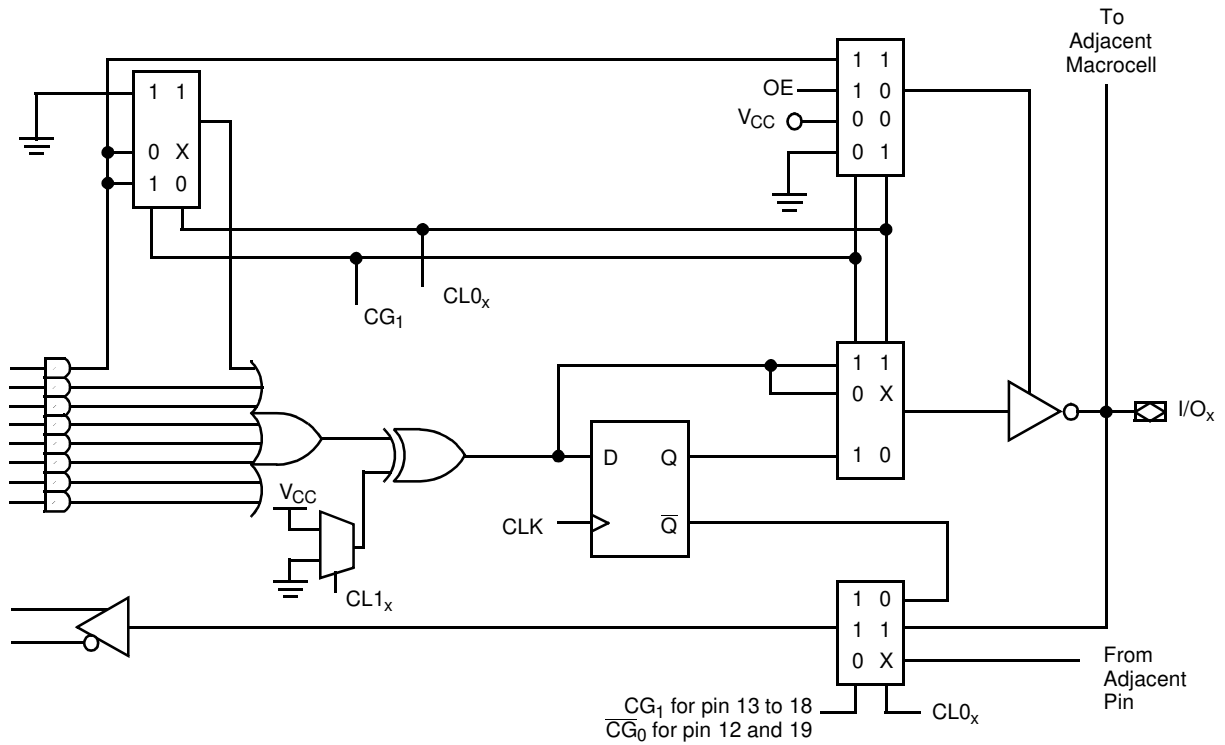 To
Adjacent
Macrocell
1 1
OE
1 0
VCC
0 0
0 1
1 1
0 X
1 0
CL0x
CG1
1 1
0 X
1 0
I/Ox
D Q
CLK
Q̅
VCC
CL1x
1 0
1 1
0 X
From
Adjacent
Pin
CG1 for pin 13 to 18
C̅G̅0 for pin 12 and 19
CL0x